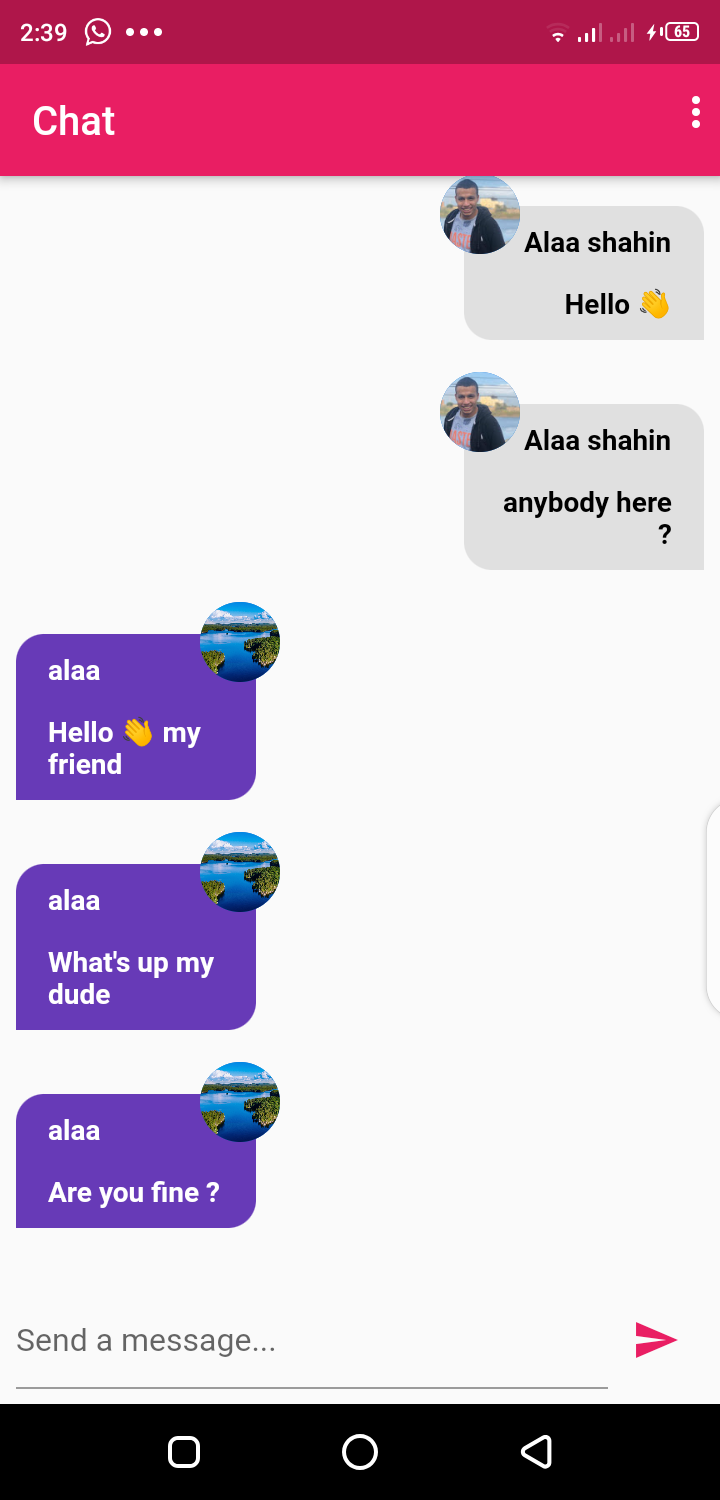 2:39
65
Chat
Alaa shahin
Hello 👋
Alaa shahin
anybody here
?
alaa
Hello 👋 my
friend
alaa
What's up my
dude
alaa
Are you fine ?
Send a message...